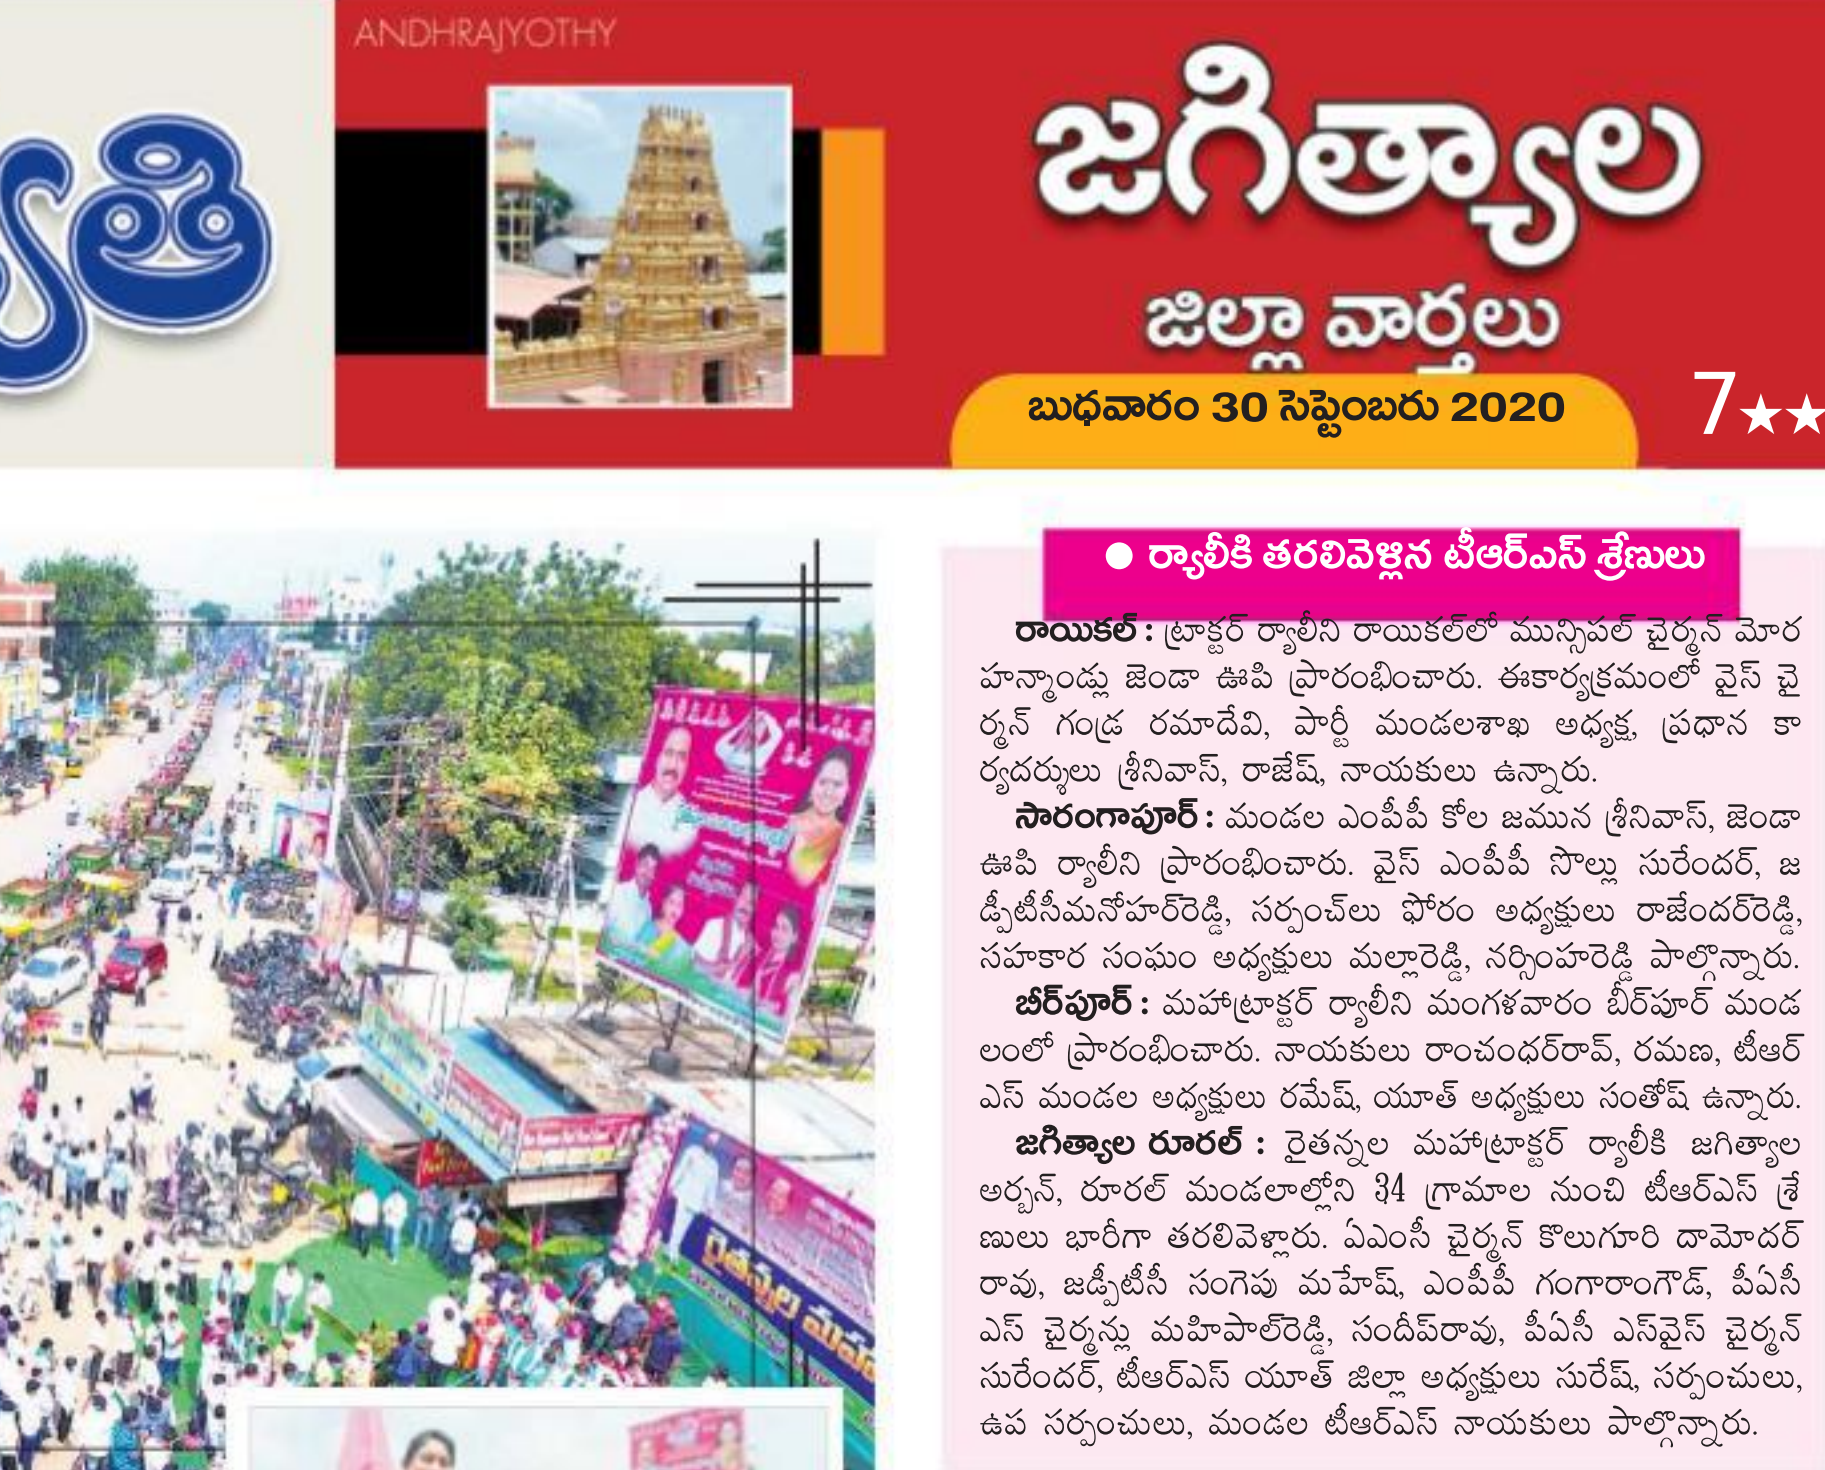 ANDHRAJYOTHY
జగిత్యాల
జిల్లా వార్తలు
బుధవారం 30 సెప్టెంబరు 2020
7★★
● ర్యాలీకి తరలివెళ్లిన టీఆర్ఎస్ శ్రేణులు
రాయికల్ : ట్రాక్టర్ ర్యాలీని రాయికల్‌లో మున్సిపల్ చైర్మన్ మోర
హన్మాండ్లు జెండా ఊపి ప్రారంభించారు. ఈకార్యక్రమంలో వైస్ చై
ర్మన్ గండ్ర రమాదేవి, పార్టీ మండలశాఖ అధ్యక్ష, ప్రధాన కా
ర్యదర్శులు శ్రీనివాస్, రాజేష్, నాయకులు ఉన్నారు.
సారంగాపూర్ : మండల ఎంపీపీ కోల జమున శ్రీనివాస్, జెండా
ఊపి ర్యాలీని ప్రారంభించారు. వైస్ ఎంపీపీ సొల్లు సురేందర్, జ
డ్పీటీసీమనోహర్‌రెడ్డి, సర్పంచ్‌లు ఫోరం అధ్యక్షులు రాజేందర్‌రెడ్డి,
సహకార సంఘం అధ్యక్షులు మల్లారెడ్డి, నర్సింహరెడ్డి పాల్గొన్నారు.
బీర్‌పూర్ : మహాట్రాక్టర్ ర్యాలీని మంగళవారం బీర్‌పూర్ మండ
లంలో ప్రారంభించారు. నాయకులు రాంచంధర్‌రావ్, రమణ, టీఆర్
ఎస్ మండల అధ్యక్షులు రమేష్, యూత్ అధ్యక్షులు సంతోష్ ఉన్నారు.
జగిత్యాల రూరల్ : రైతన్నల మహాట్రాక్టర్ ర్యాలీకి జగిత్యాల
అర్బన్, రూరల్ మండలాల్లోని 34 గ్రామాల నుంచి టీఆర్ఎస్ శ్రే
ణులు భారీగా తరలివెళ్లారు. ఏఎంసీ చైర్మన్ కొలుగూరి దామోదర్
రావు, జడ్పీటీసీ సంగెపు మహేష్, ఎంపీపీ గంగారాంగౌడ్, పీఏసీ
ఎస్ చైర్మన్లు మహిపాల్‌రెడ్డి, సందీప్‌రావు, పీఏసీ ఎస్‌వైస్ చైర్మన్
సురేందర్, టీఆర్ఎస్ యూత్ జిల్లా అధ్యక్షులు సురేష్, సర్పంచులు,
ఉప సర్పంచులు, మండల టీఆర్ఎస్ నాయకులు పాల్గొన్నారు.